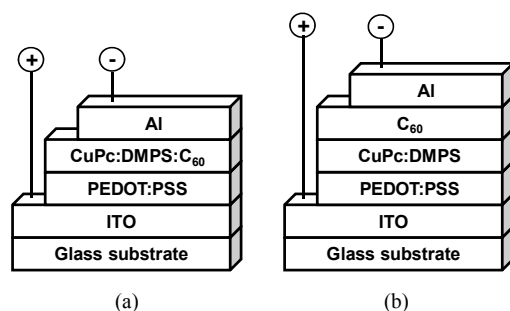 +
-
Al
CuPc:DMPS:C₆₀
PEDOT:PSS
ITO
Glass substrate
(a)
+
-
Al
C₆₀
CuPc:DMPS
PEDOT:PSS
ITO
Glass substrate
(b)